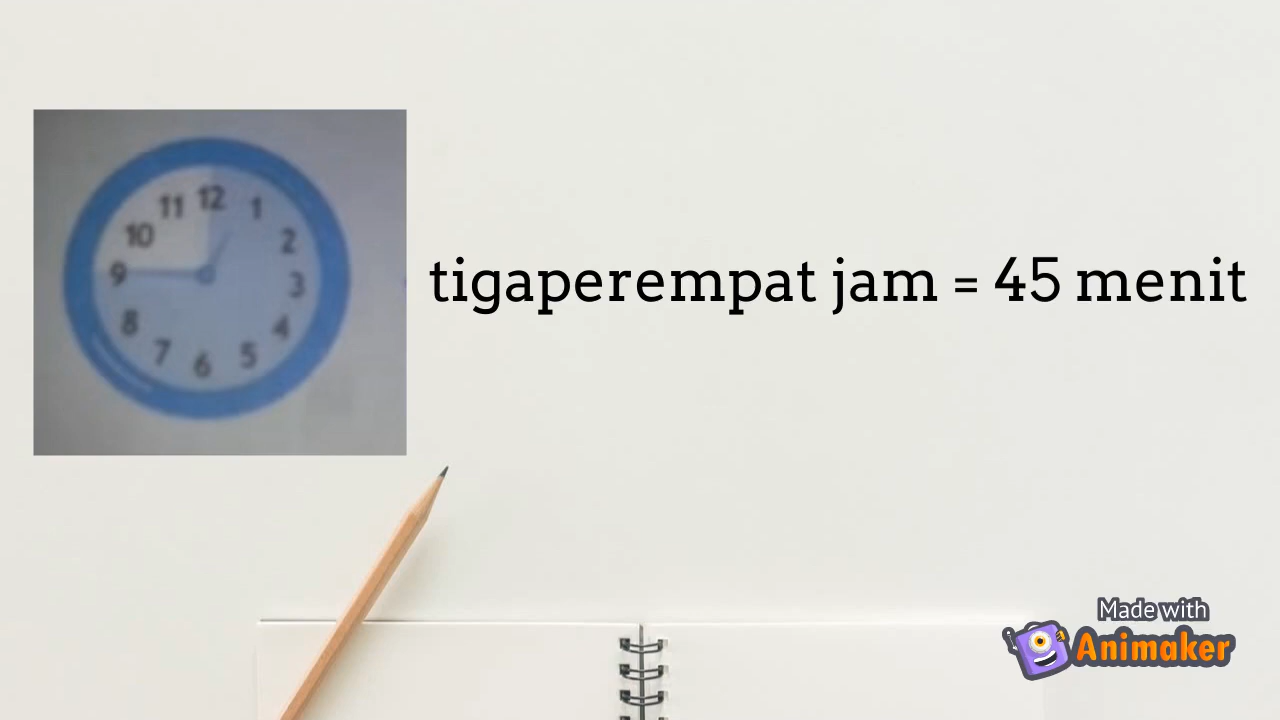 11 12 1
10 2
9 3
8 4
7 6 5
tigaperempat jam = 45 menit
Made with
Animaker